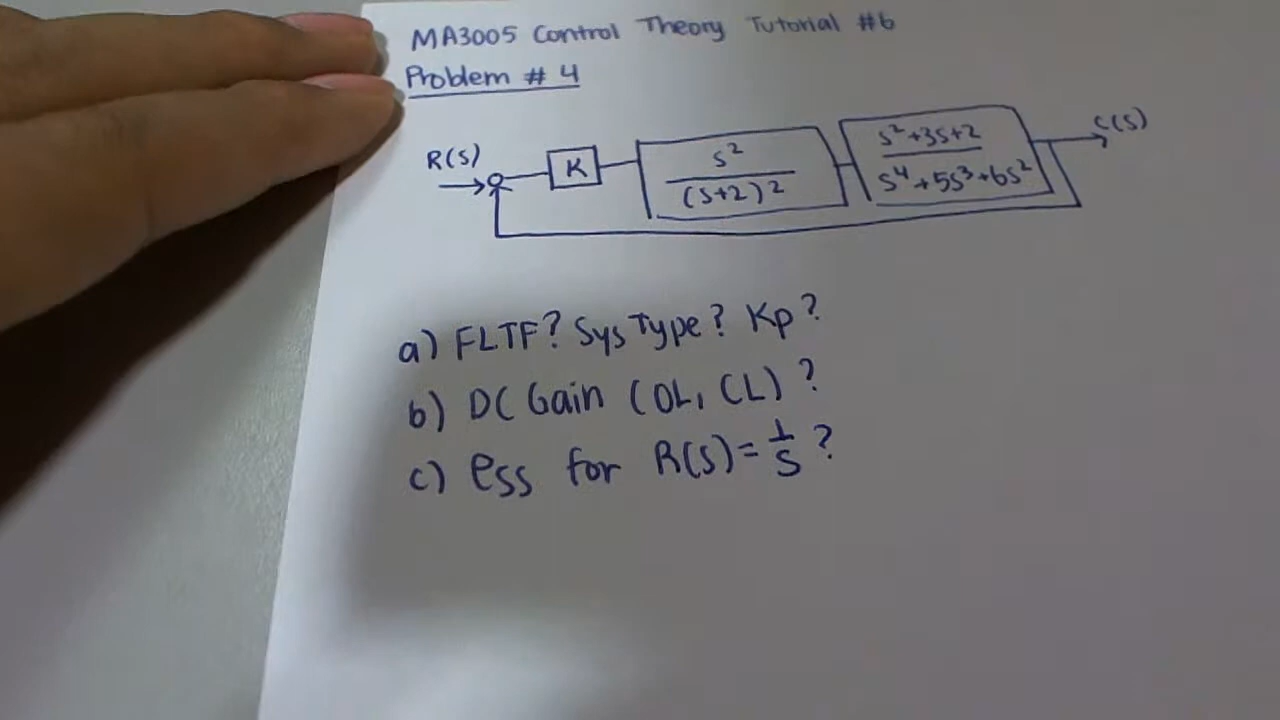 MA3005 Control Theory Tutorial #6
Problem # 4
R(S) K s² / (s+2)² s²+3s+2 / s⁴+5s³+6s² C(S)
a) FLTF? Sys Type? Kp?
b) DC Gain (OL, CL) ?
c) ess for R(S)= 1/s ?